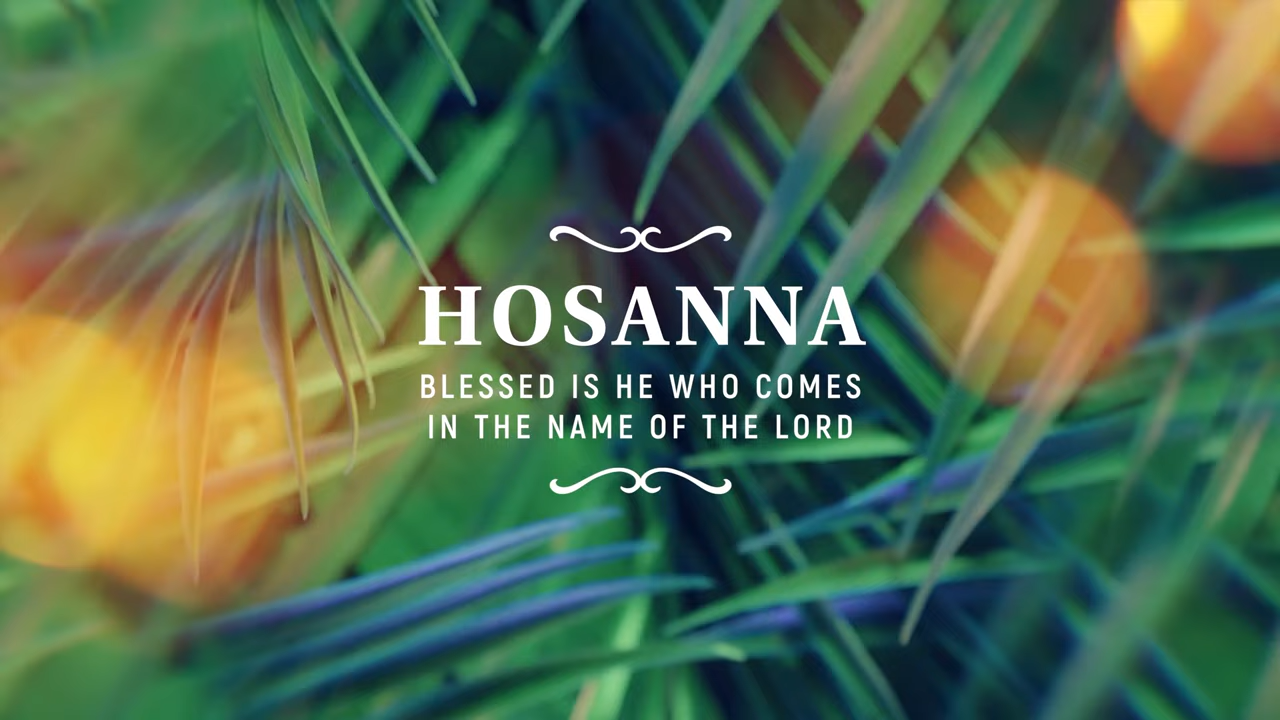 HOSANNA
BLESSED IS HE WHO COMES
IN THE NAME OF THE LORD